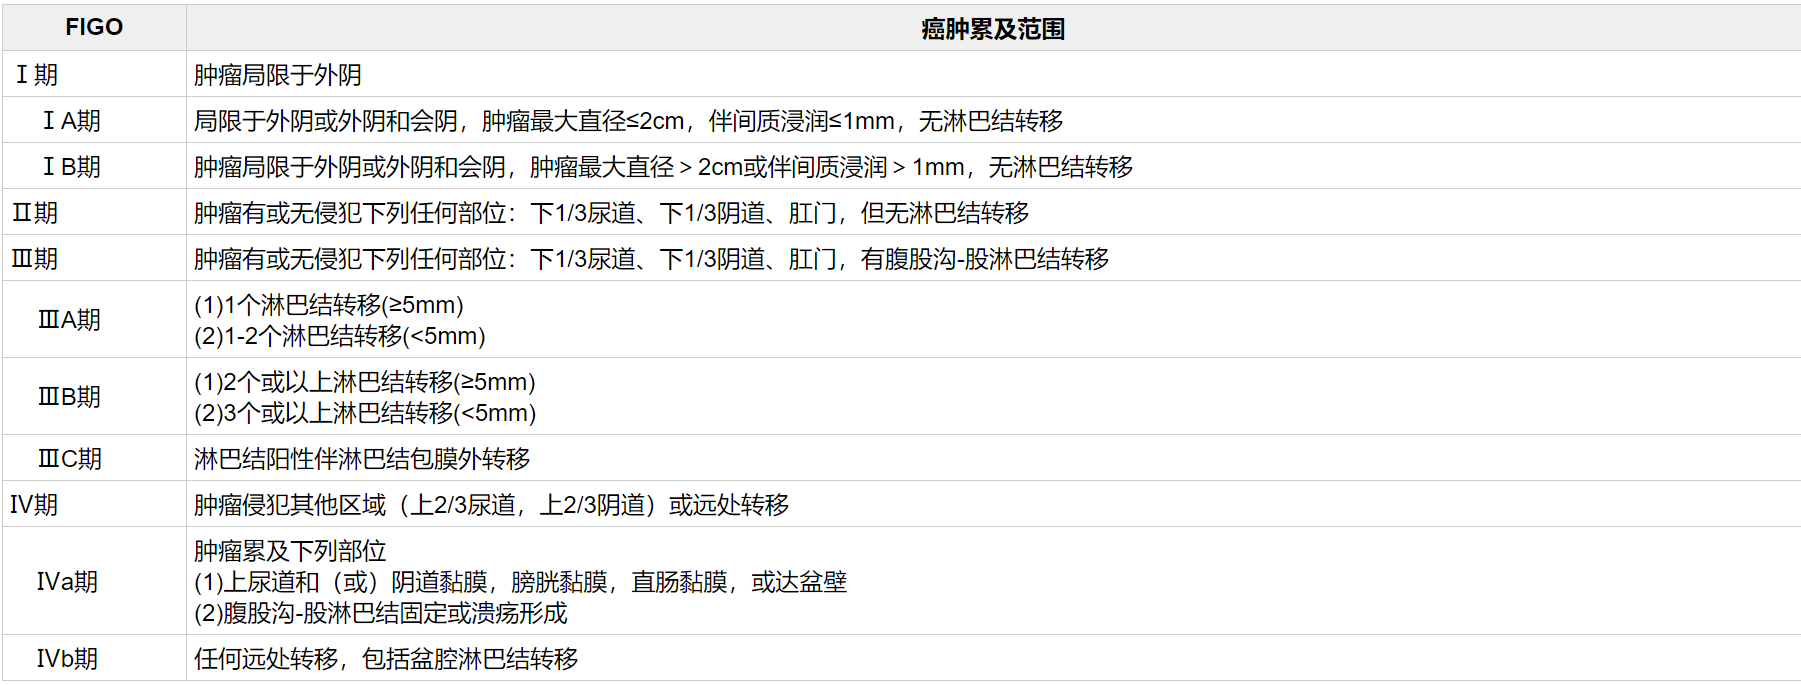 FIGO 癌肿累及范围
Ⅰ期 肿瘤局限于外阴
ⅠA期 局限于外阴或外阴和会阴，肿瘤最大直径≤2cm，伴间质浸润≤1mm，无淋巴结转移
ⅠB期 肿瘤局限于外阴或外阴和会阴，肿瘤最大直径＞2cm或伴间质浸润＞1mm，无淋巴结转移
Ⅱ期 肿瘤有或无侵犯下列任何部位：下1/3尿道、下1/3阴道、肛门，但无淋巴结转移
Ⅲ期 肿瘤有或无侵犯下列任何部位：下1/3尿道、下1/3阴道、肛门，有腹股沟-股淋巴结转移
ⅢA期 (1)1个淋巴结转移(≥5mm)
(2)1-2个淋巴结转移(<5mm)
ⅢB期 (1)2个或以上淋巴结转移(≥5mm)
(2)3个或以上淋巴结转移(<5mm)
ⅢC期 淋巴结阳性伴淋巴结包膜外转移
Ⅳ期 肿瘤侵犯其他区域（上2/3尿道，上2/3阴道）或远处转移
Ⅳa期 肿瘤累及下列部位
(1)上尿道和（或）阴道黏膜，膀胱黏膜，直肠黏膜，或达盆壁
(2)腹股沟-股淋巴结固定或溃疡形成
Ⅳb期 任何远处转移，包括盆腔淋巴结转移